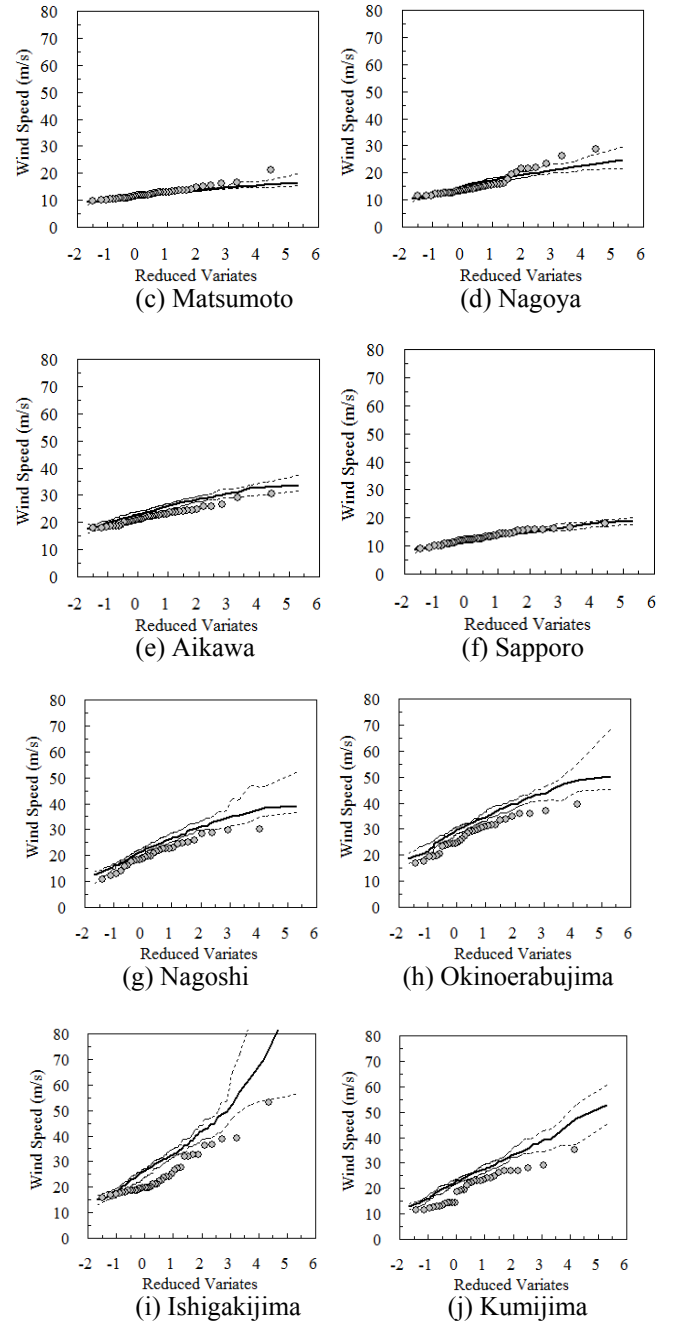 80
70
60
50
40
30
20
10
0
Wind Speed (m/s)
-2 -1 0 1 2 3 4 5 6
Reduced Variates
(c) Matsumoto
80
70
60
50
40
30
20
10
0
Wind Speed (m/s)
-2 -1 0 1 2 3 4 5 6
Reduced Variates
(d) Nagoya
80
70
60
50
40
30
20
10
0
Wind Speed (m/s)
-2 -1 0 1 2 3 4 5 6
Reduced Variates
(e) Aikawa
80
70
60
50
40
30
20
10
0
Wind Speed (m/s)
-2 -1 0 1 2 3 4 5 6
Reduced Variates
(f) Sapporo
80
70
60
50
40
30
20
10
0
Wind Speed (m/s)
-2 -1 0 1 2 3 4 5 6
Reduced Variates
(g) Nagoshi
80
70
60
50
40
30
20
10
0
Wind Speed (m/s)
-2 -1 0 1 2 3 4 5 6
Reduced Variates
(h) Okinoerabujima
80
70
60
50
40
30
20
10
0
Wind Speed (m/s)
-2 -1 0 1 2 3 4 5 6
Reduced Variates
(i) Ishigakijima
80
70
60
50
40
30
20
10
0
Wind Speed (m/s)
-2 -1 0 1 2 3 4 5 6
Reduced Variates
(j) Kumijima